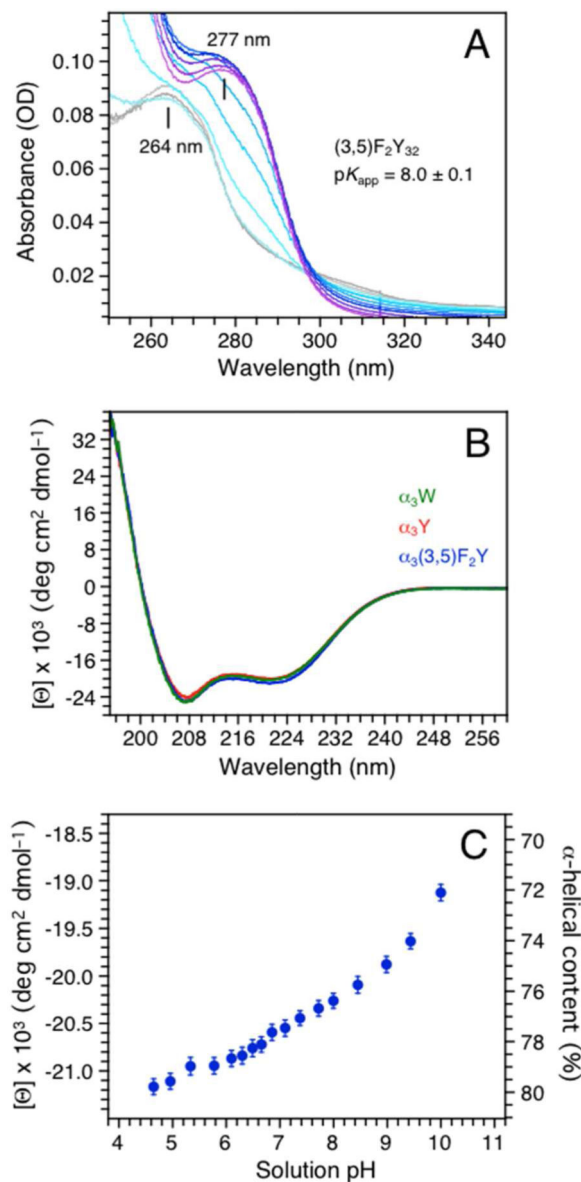 A
277 nm
264 nm
(3,5)F₂Y₃₂
pKapp = 8.0 ± 0.1
Absorbance (OD)
0.10
0.08
0.06
0.04
0.02
260 280 300 320 340
Wavelength (nm)
B
α₃W
α₃Y
α₃(3,5)F₂Y
[Θ] x 10³ (deg cm² dmol⁻¹)
32
24
16
8
0
-8
-16
-24
200 208 216 224 232 240 248 256
Wavelength (nm)
C
[Θ] x 10³ (deg cm² dmol⁻¹)
-18.5
-19.0
-19.5
-20.0
-20.5
-21.0
70
72
74
76
78
80
α-helical content (%)
4 5 6 7 8 9 10 11
Solution pH